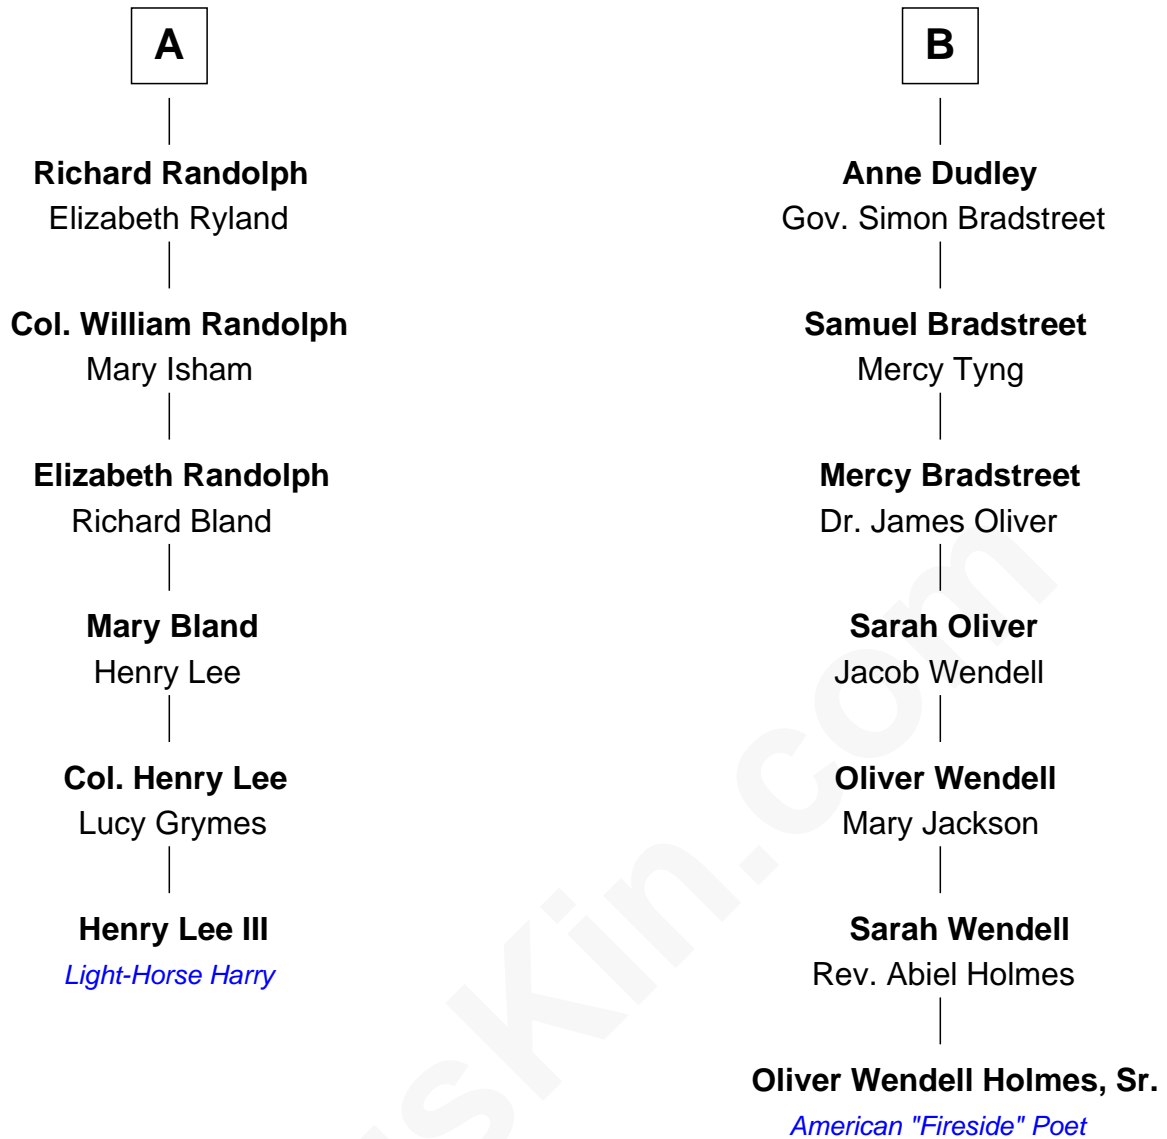 A
Richard Randolph
Elizabeth Ryland
Col. William Randolph
Mary Isham
Elizabeth Randolph
Richard Bland
Mary Bland
Henry Lee
Col. Henry Lee
Lucy Grymes
Henry Lee III
Light-Horse Harry
B
Anne Dudley
Gov. Simon Bradstreet
Samuel Bradstreet
Mercy Tyng
Mercy Bradstreet
Dr. James Oliver
Sarah Oliver
Jacob Wendell
Oliver Wendell
Mary Jackson
Sarah Wendell
Rev. Abiel Holmes
Oliver Wendell Holmes, Sr.
American "Fireside" Poet
sKin.com